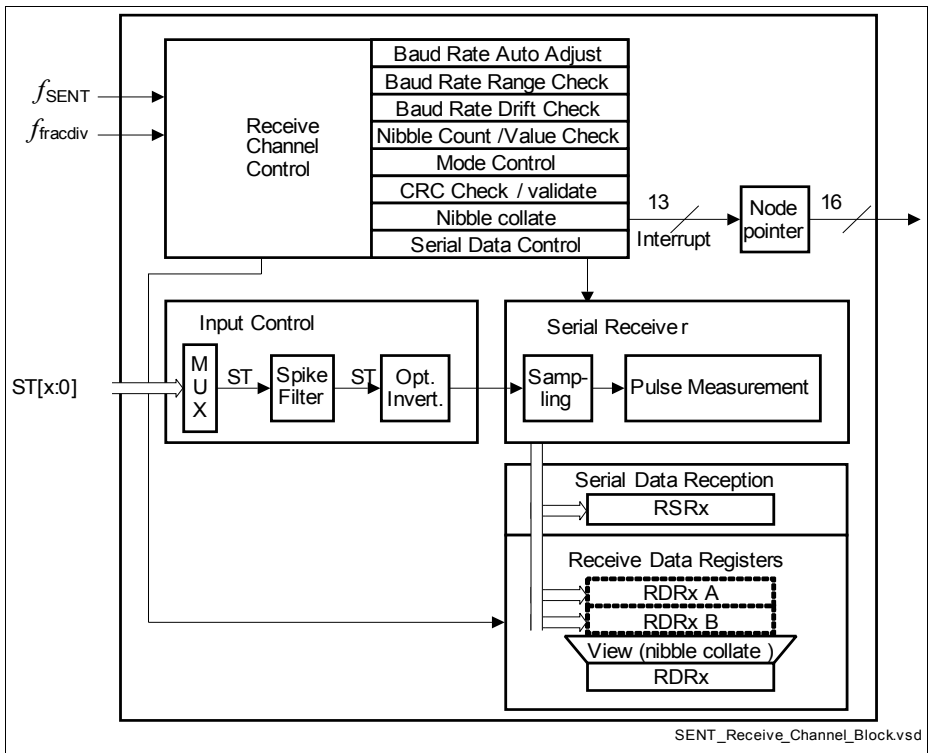 Baud Rate Auto Adjust
Baud Rate Range Check
Baud Rate Drift Check
Nibble Count /Value Check
Mode Control
CRC Check / validate
Nibble collate
Serial Data Control
Receive
Channel
Control
fSENT
ffracdiv
13
Interrupt
Node
pointer
16
Input Control
ST[x:0]
M
U
X
ST
Spike
Filter
ST
Opt.
Invert.
Serial Receiver
Samp-
ling
Pulse Measurement
Serial Data Reception
RSRx
Receive Data Registers
RDRx A
RDRx B
View (nibble collate )
RDRx
SENT_Receive_Channel_Block.vsd